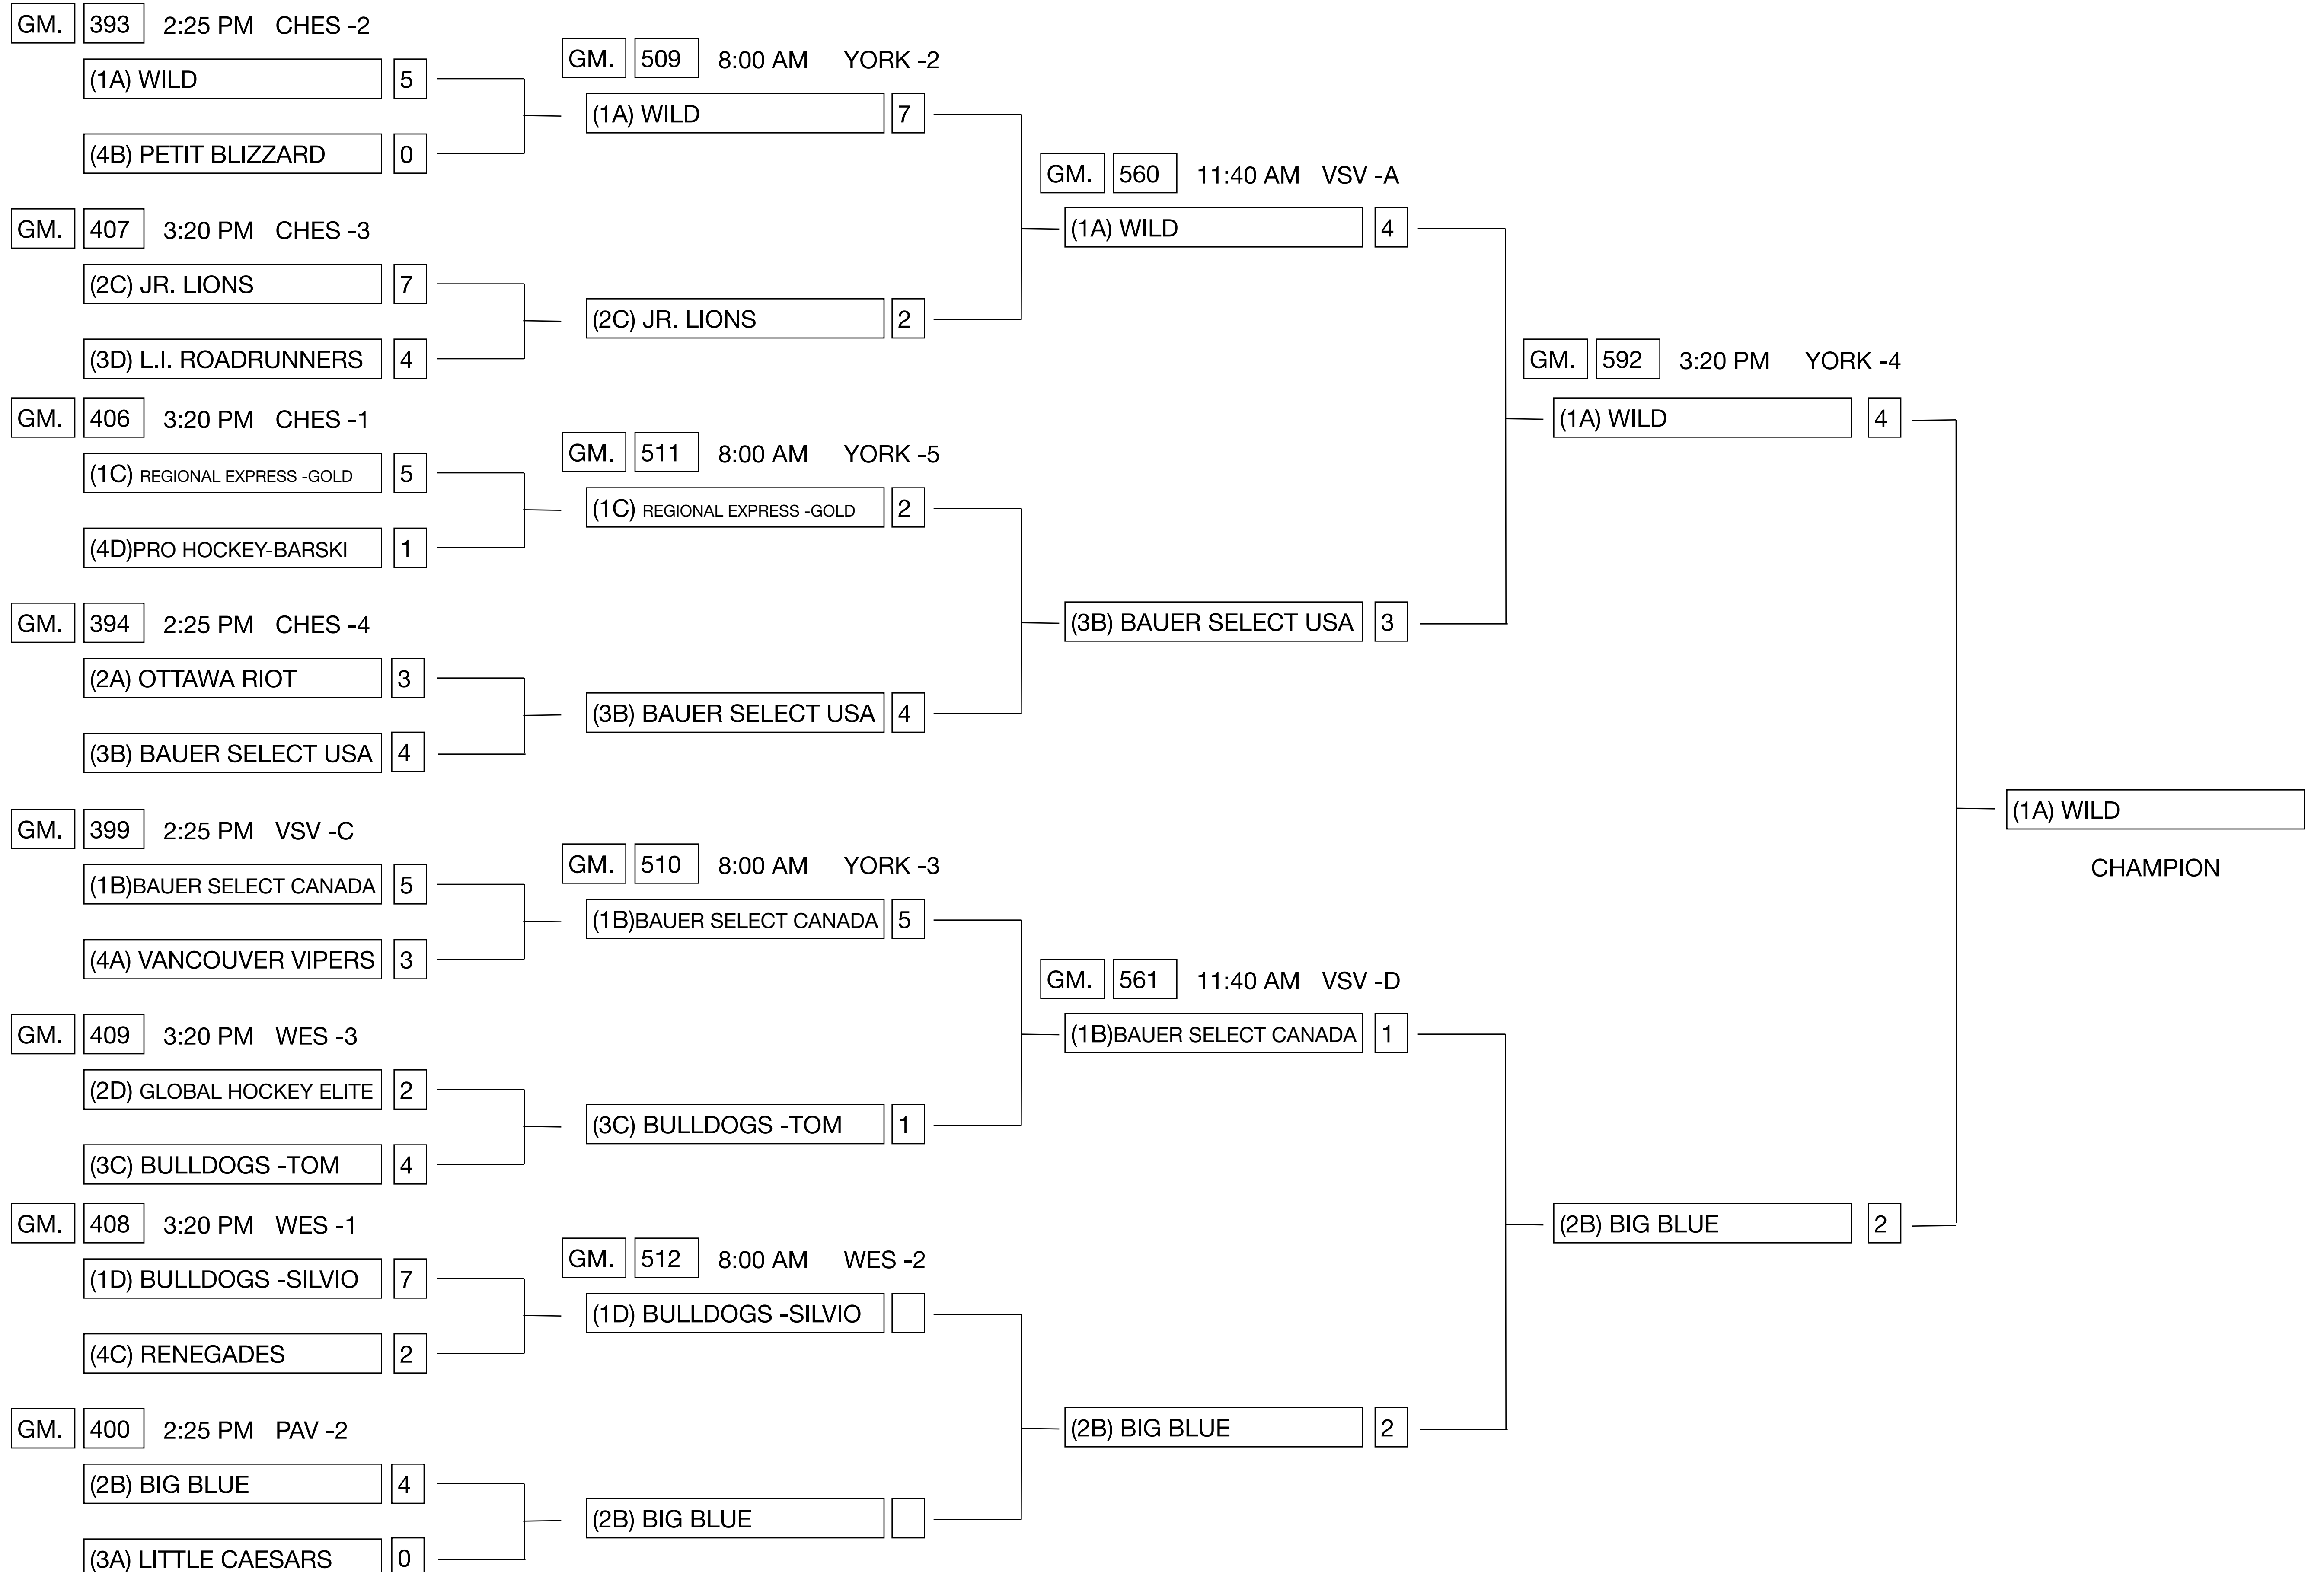 GM. 393 2:25 PM CHES -2
(1A) WILD 5
(4B) PETIT BLIZZARD 0
GM. 407 3:20 PM CHES -3
(2C) JR. LIONS 7
(3D) L.I. ROADRUNNERS 4
GM. 406 3:20 PM CHES -1
(1C) REGIONAL EXPRESS -GOLD 5
(4D)PRO HOCKEY-BARSKI 1
GM. 394 2:25 PM CHES -4
(2A) OTTAWA RIOT 3
(3B) BAUER SELECT USA 4
GM. 399 2:25 PM VSV -C
(1B)BAUER SELECT CANADA 5
(4A) VANCOUVER VIPERS 3
GM. 409 3:20 PM WES -3
(2D) GLOBAL HOCKEY ELITE 2
(3C) BULLDOGS -TOM 4
GM. 408 3:20 PM WES -1
(1D) BULLDOGS -SILVIO 7
(4C) RENEGADES 2
GM. 400 2:25 PM PAV -2
(2B) BIG BLUE 4
(3A) LITTLE CAESARS 0
GM. 509 8:00 AM YORK -2
(1A) WILD 7
(2C) JR. LIONS 2
GM. 511 8:00 AM YORK -5
(1C) REGIONAL EXPRESS -GOLD 2
(3B) BAUER SELECT USA 4
GM. 510 8:00 AM YORK -3
(1B)BAUER SELECT CANADA 5
(3C) BULLDOGS -TOM 1
GM. 512 8:00 AM WES -2
(1D) BULLDOGS -SILVIO
(2B) BIG BLUE
GM. 560 11:40 AM VSV -A
(1A) WILD 4
(3B) BAUER SELECT USA 3
GM. 561 11:40 AM VSV -D
(1B)BAUER SELECT CANADA 1
(2B) BIG BLUE 2
GM. 592 3:20 PM YORK -4
(1A) WILD 4
(2B) BIG BLUE 2
(1A) WILD
CHAMPION